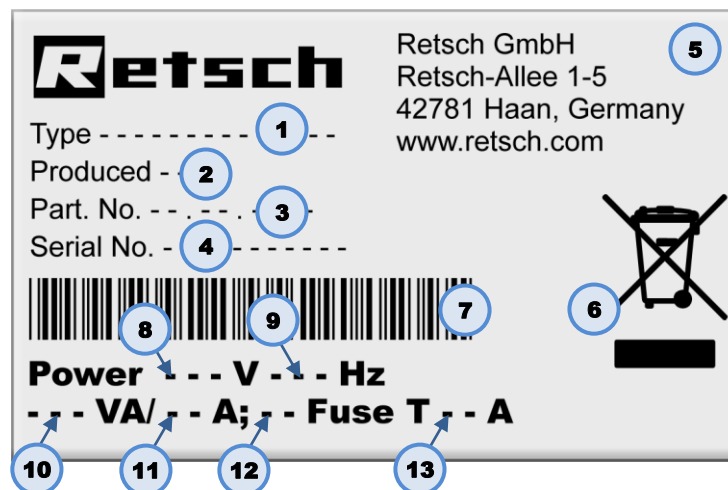 Retsch
Retsch GmbH
Retsch-Allee 1-5
42781 Haan, Germany
www.retsch.com
5
Type - - - - - - - - - - 1 - -
Produced - 2
Part. No. - - . - - . - 3 -
Serial No. - 4 - - - - - - -
6
7
8
9
Power - - - V - - - Hz
- - - VA/ - - A; - - Fuse T - - A
10
11
12
13